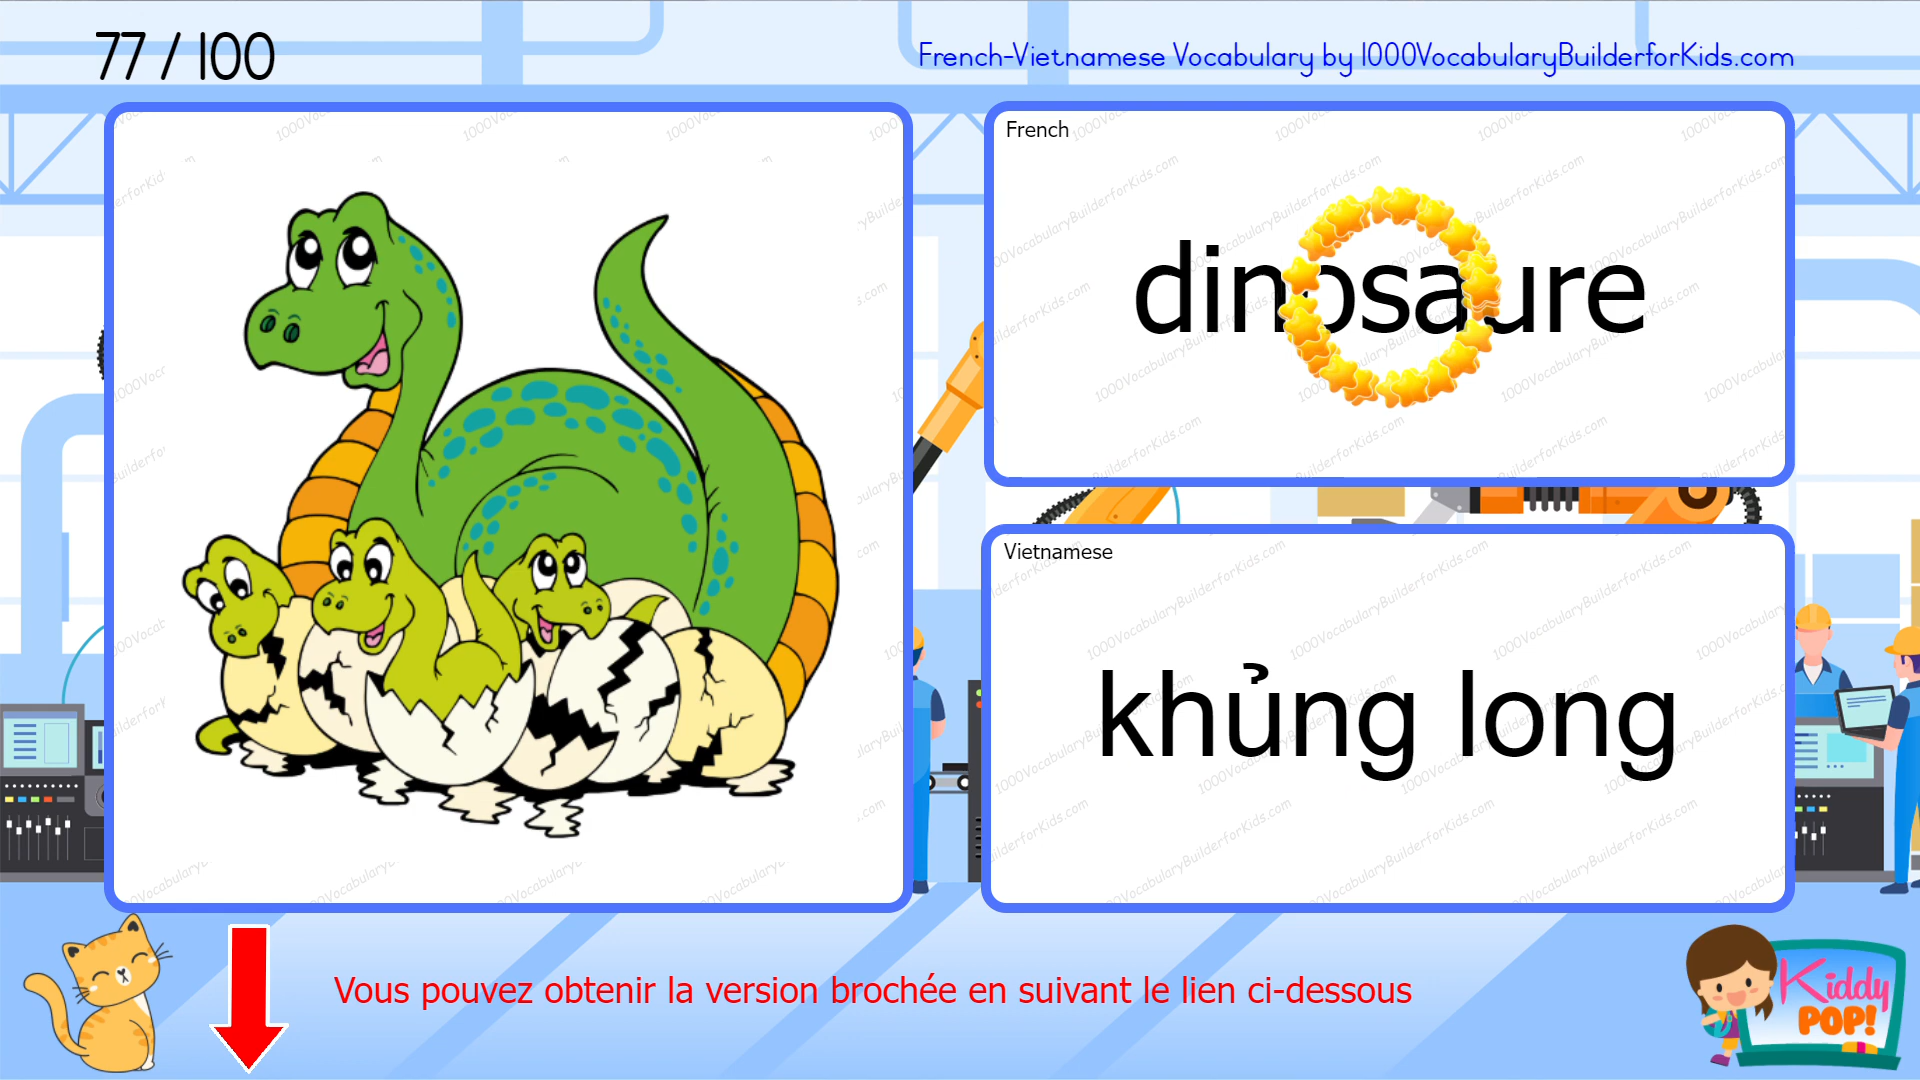 77 / 100
French-Vietnamese Vocabulary by 1000VocabularyBuilderforKids.com
French
dinosaure
Vietnamese
khủng long
Vous pouvez obtenir la version brochée en suivant le lien ci-dessous
Kiddy
POP!